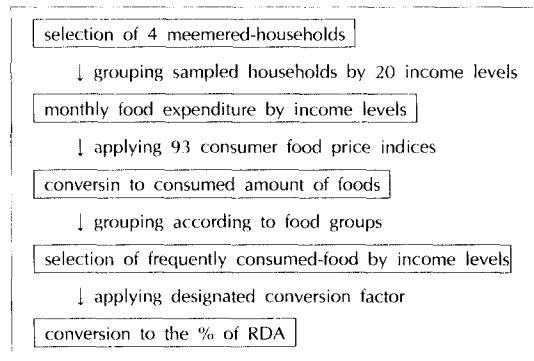 selection of 4 meemered-households
↓ grouping sampled households by 20 income levels
monthly food expenditure by income levels
↓ applying 93 consumer food price indices
conversin to consumed amount of foods
↓ grouping according to food groups
selection of frequently consumed-food by income levels
↓ applying designated conversion factor
conversion to the % of RDA